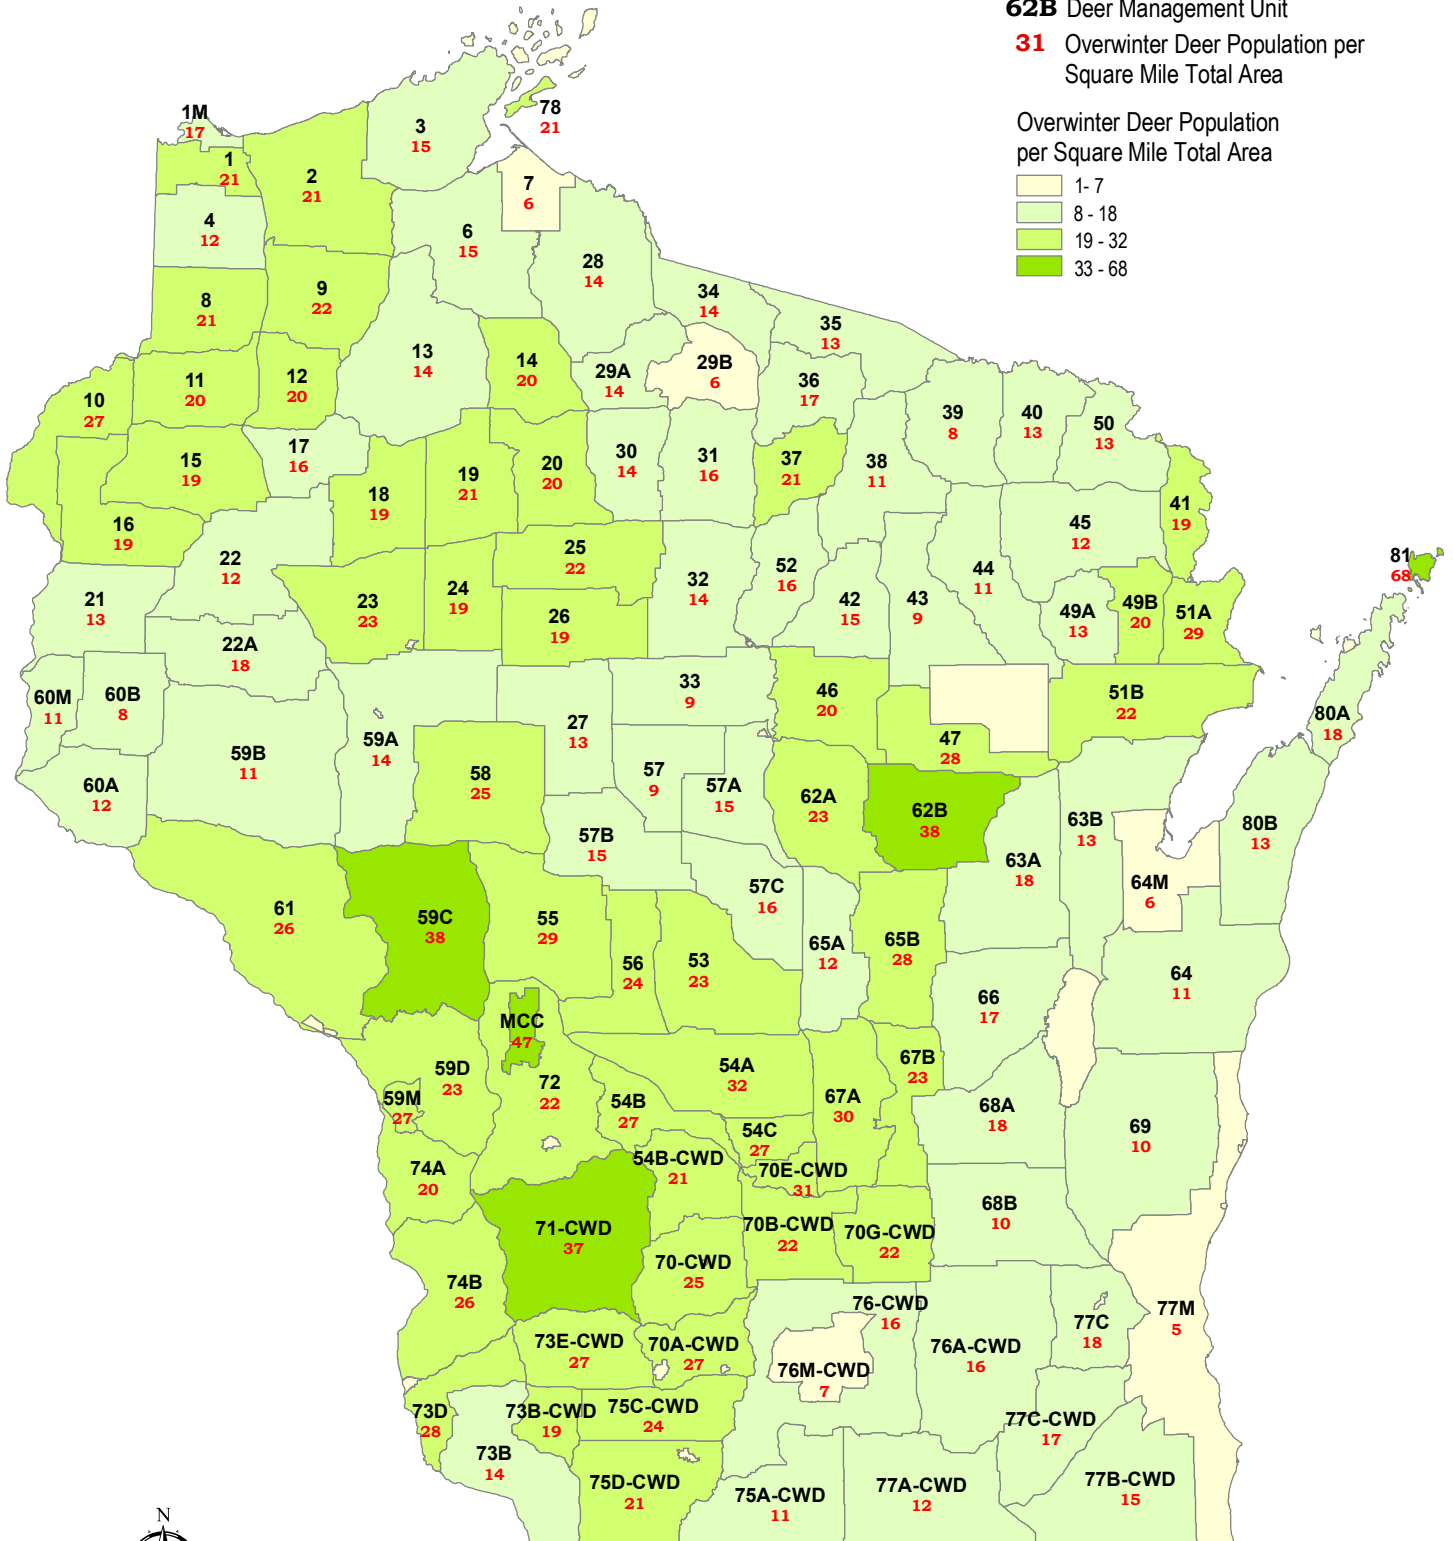 62B Deer Management Unit
31 Overwinter Deer Population per
Square Mile Total Area
Overwinter Deer Population
per Square Mile Total Area
1- 7
8 - 18
19 - 32
33 - 68
1M
17
78
21
3
15
1
21
2
21
7
6
4
12
6
15
28
14
9
22
8
21
34
14
35
13
13
14
14
20
29A
14
29B
6
36
17
11
20
12
20
10
27
39
8
40
13
50
13
17
16
15
19
30
14
31
16
37
21
38
11
20
20
19
21
18
19
41
19
16
19
45
12
25
22
22
12
81
68
52
16
44
11
32
14
24
19
23
23
21
13
42
15
43
9
49A
13
49B
20
51A
29
26
19
22A
18
33
9
46
20
51B
22
60M
11
60B
8
80A
18
27
13
59A
14
59B
11
47
28
58
25
57
9
57A
15
60A
12
62A
23
62B
38
63B
13
80B
13
57B
15
63A
18
57C
16
64M
6
61
26
59C
38
55
29
65A
12
65B
28
56
24
53
23
64
11
66
17
MCC
47
59D
23
54A
32
67B
23
72
22
59M
27
54B
27
67A
30
68A
18
54C
27
69
10
54B-CWD
21
70E-CWD
31
74A
20
68B
10
71-CWD
37
70B-CWD
22
70G-CWD
22
70-CWD
25
74B
26
76-CWD
16
77M
5
77C
18
73E-CWD
27
70A-CWD
27
76A-CWD
16
76M-CWD
7
73D
28
73B-CWD
19
75C-CWD
24
77C-CWD
17
73B
14
75D-CWD
21
75A-CWD
11
77A-CWD
12
77B-CWD
15
N